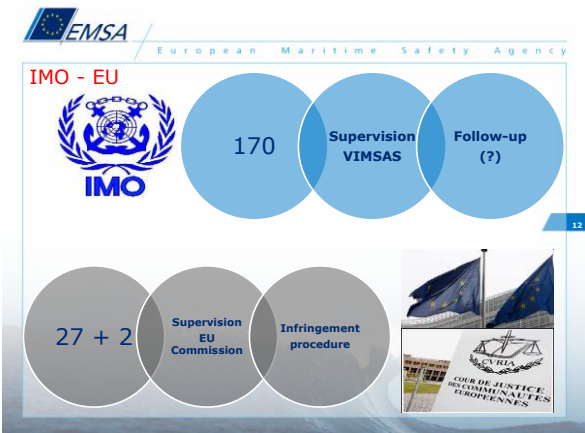 EMSA
European Maritime Safety Agency
IMO - EU
IMO
170
Supervision
VIMSAS
Follow-up
(?)
12
27 + 2
Supervision
EU
Commission
Infringement
procedure
CVRIA
COUR DE JUSTICE
DES COMMUNAUTES
EUROPEENNES